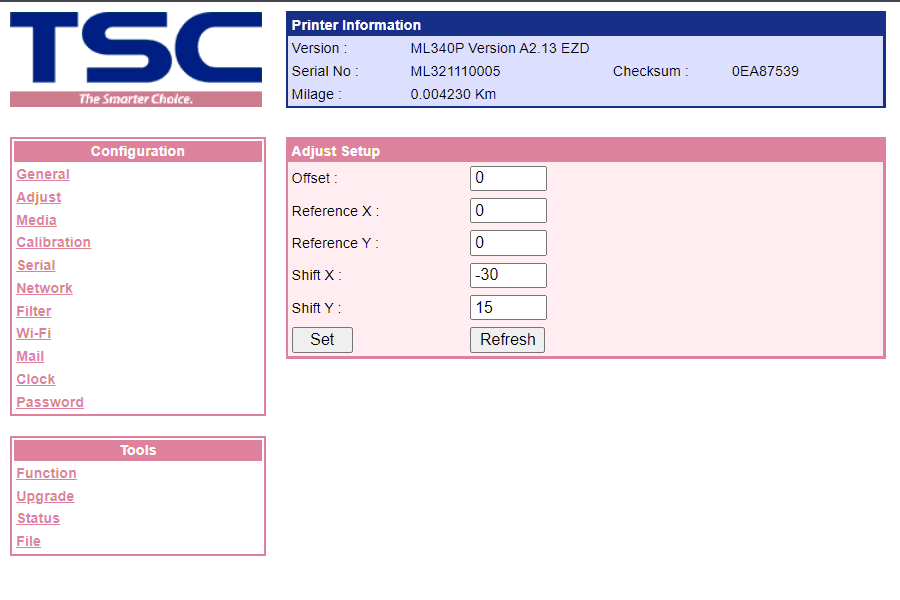 TSC
The Smarter Choice.
Printer Information
Version : ML340P Version A2.13 EZD
Serial No : ML321110005 Checksum : 0EA87539
Milage : 0.004230 Km
Configuration
General
Adjust
Media
Calibration
Serial
Network
Filter
Wi-Fi
Mail
Clock
Password
Tools
Function
Upgrade
Status
File
Adjust Setup
Offset : 0
Reference X : 0
Reference Y : 0
Shift X : -30
Shift Y : 15
Set Refresh